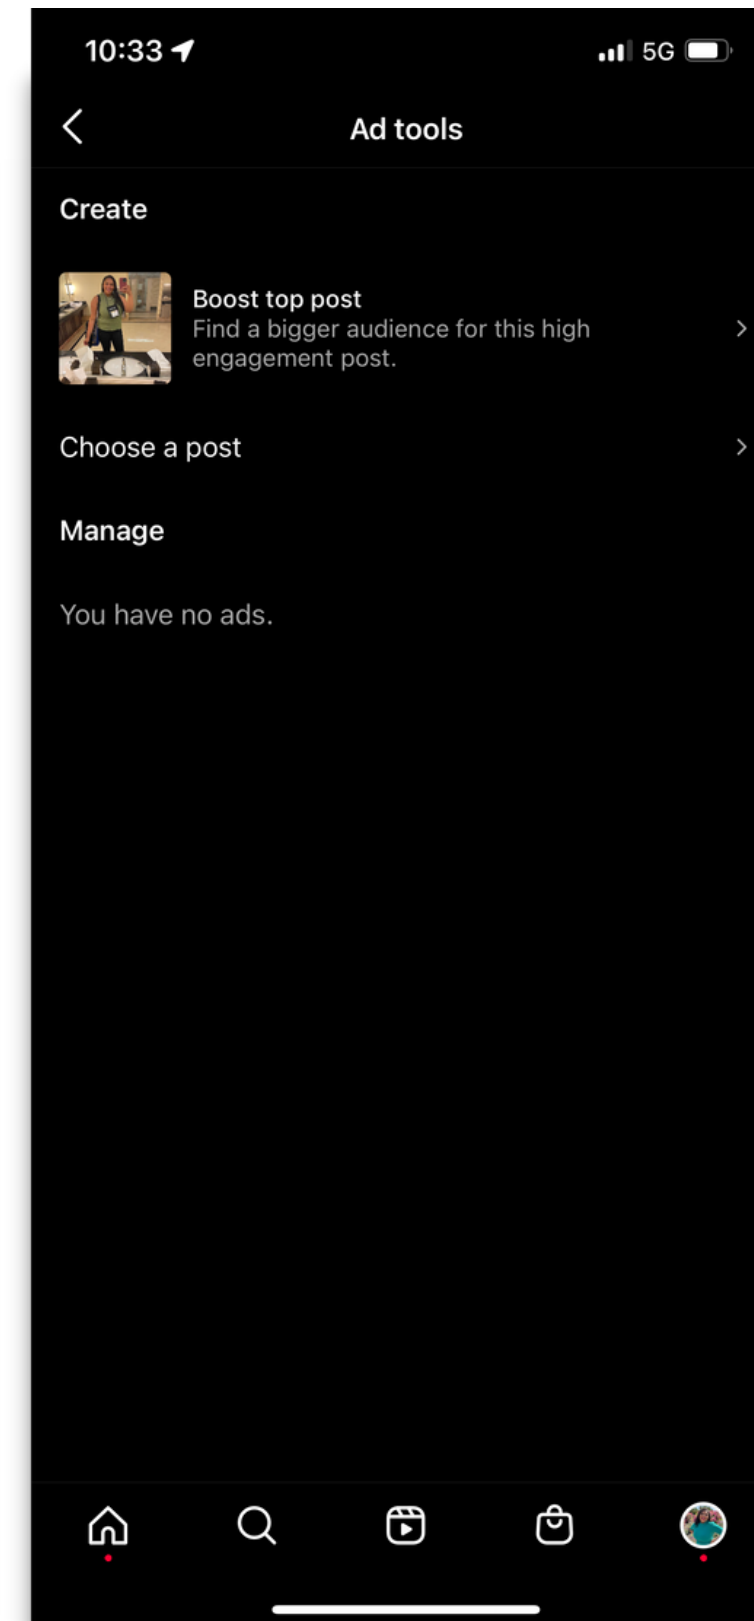 10:33
5G
Ad tools
Create
Boost top post
Find a bigger audience for this high
engagement post.
Choose a post
Manage
You have no ads.